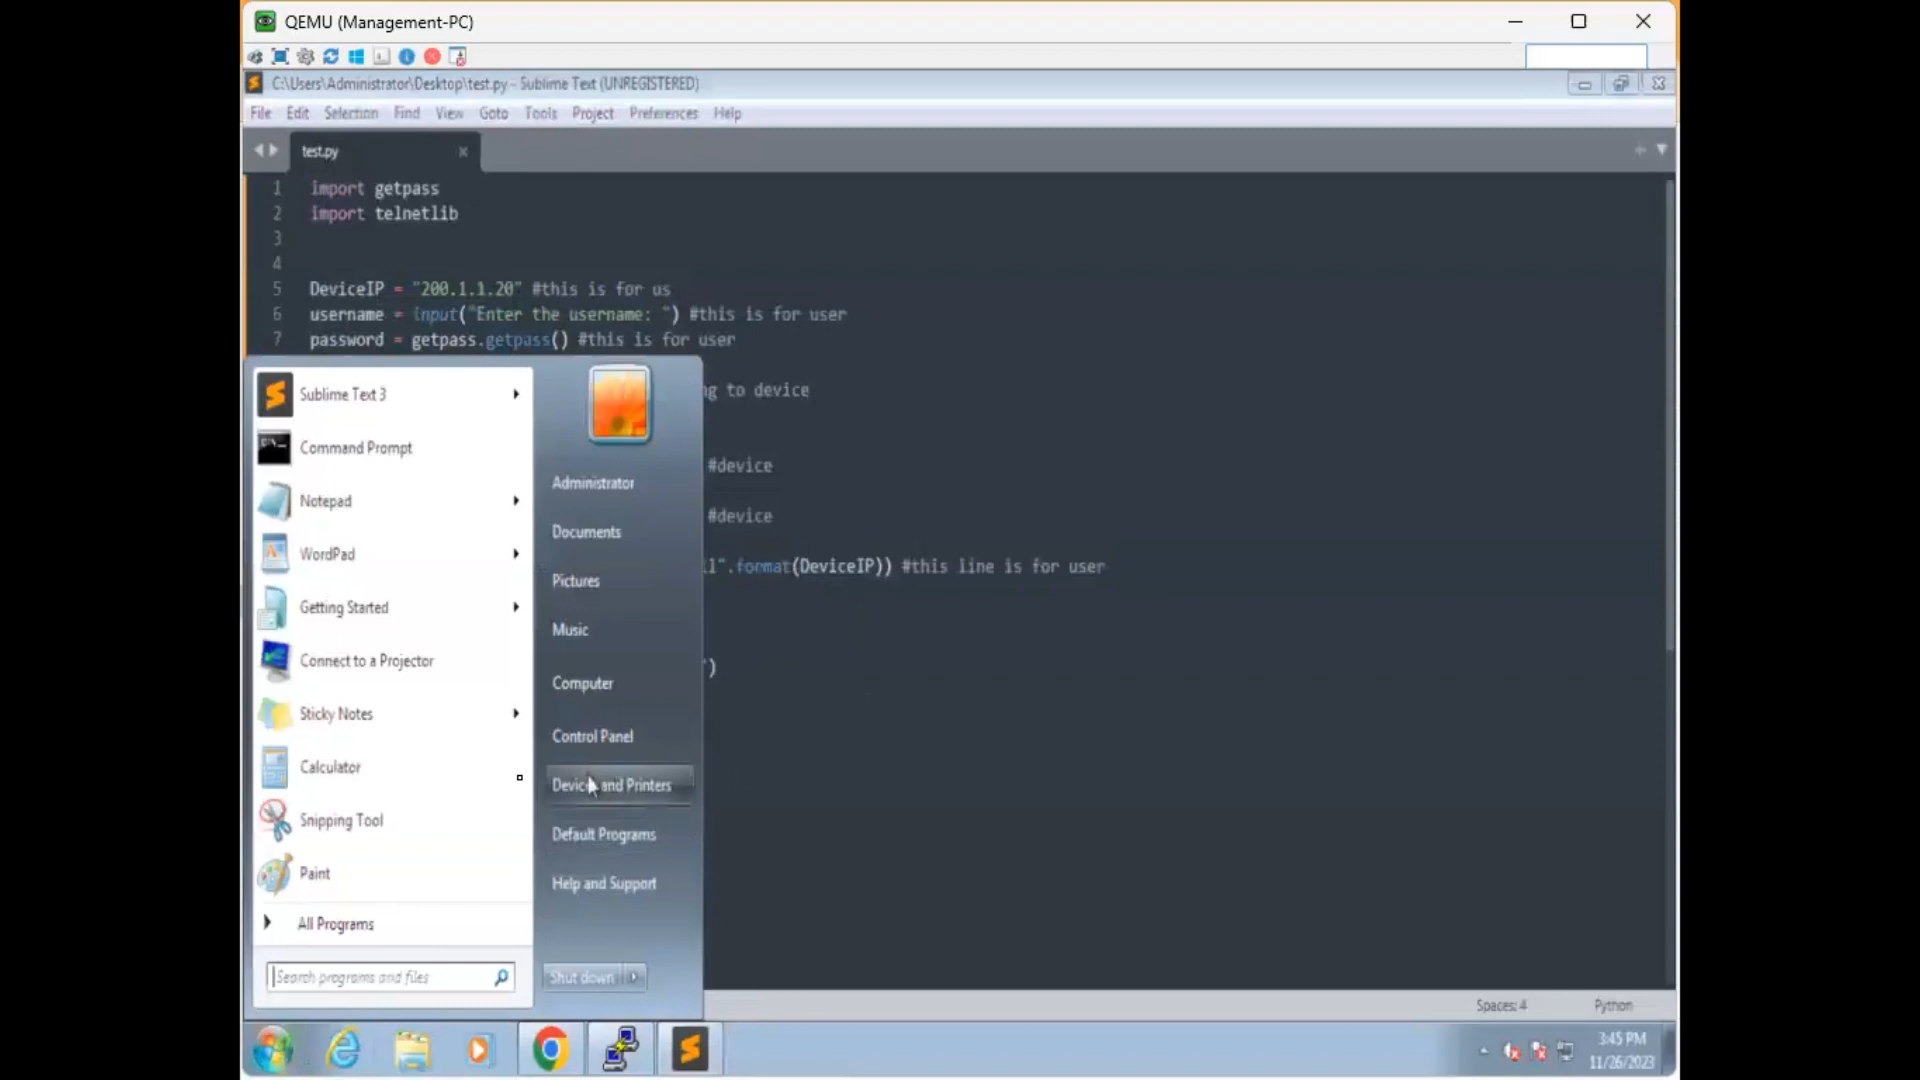 QEMU (Management-PC)
C:\Users\Administrator\Desktop\test.py - Sublime Text (UNREGISTERED)
File Edit Selection Find View Goto Tools Project Preferences Help
test.py
1 import getpass
2 import telnetlib
3
4
5 DeviceIP = "200.1.1.20" #this is for us
6 username = input("Enter the username: ") #this is for user
7 password = getpass.getpass() #this is for user
ng to device
#device
#device
ll".format(DeviceIP)) #this line is for user
")
Sublime Text 3
Command Prompt
Notepad
WordPad
Getting Started
Connect to a Projector
Sticky Notes
Calculator
Snipping Tool
Paint
All Programs
Search programs and files
Administrator
Documents
Pictures
Music
Computer
Control Panel
Devices and Printers
Default Programs
Help and Support
Shut down
Spaces: 4 Python
3:45 PM
11/26/2023